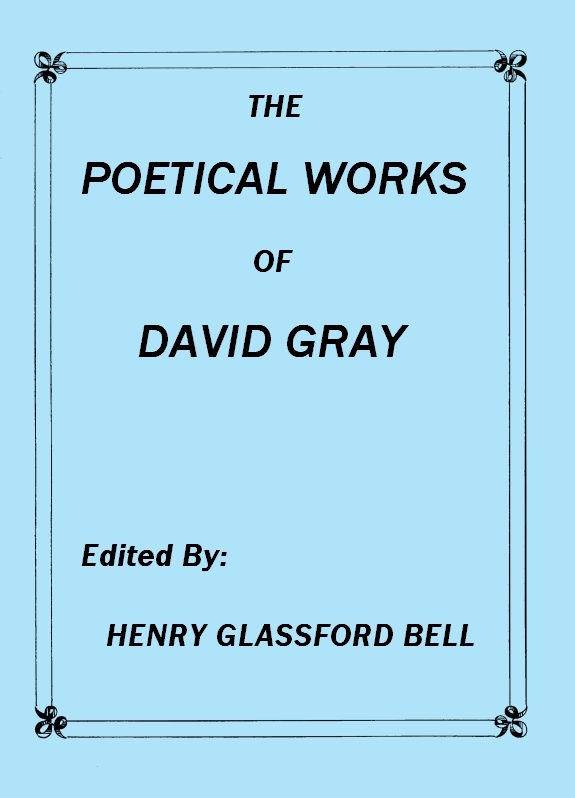 THE
POETICAL WORKS
OF
DAVID GRAY
Edited By:
HENRY GLASSFORD BELL